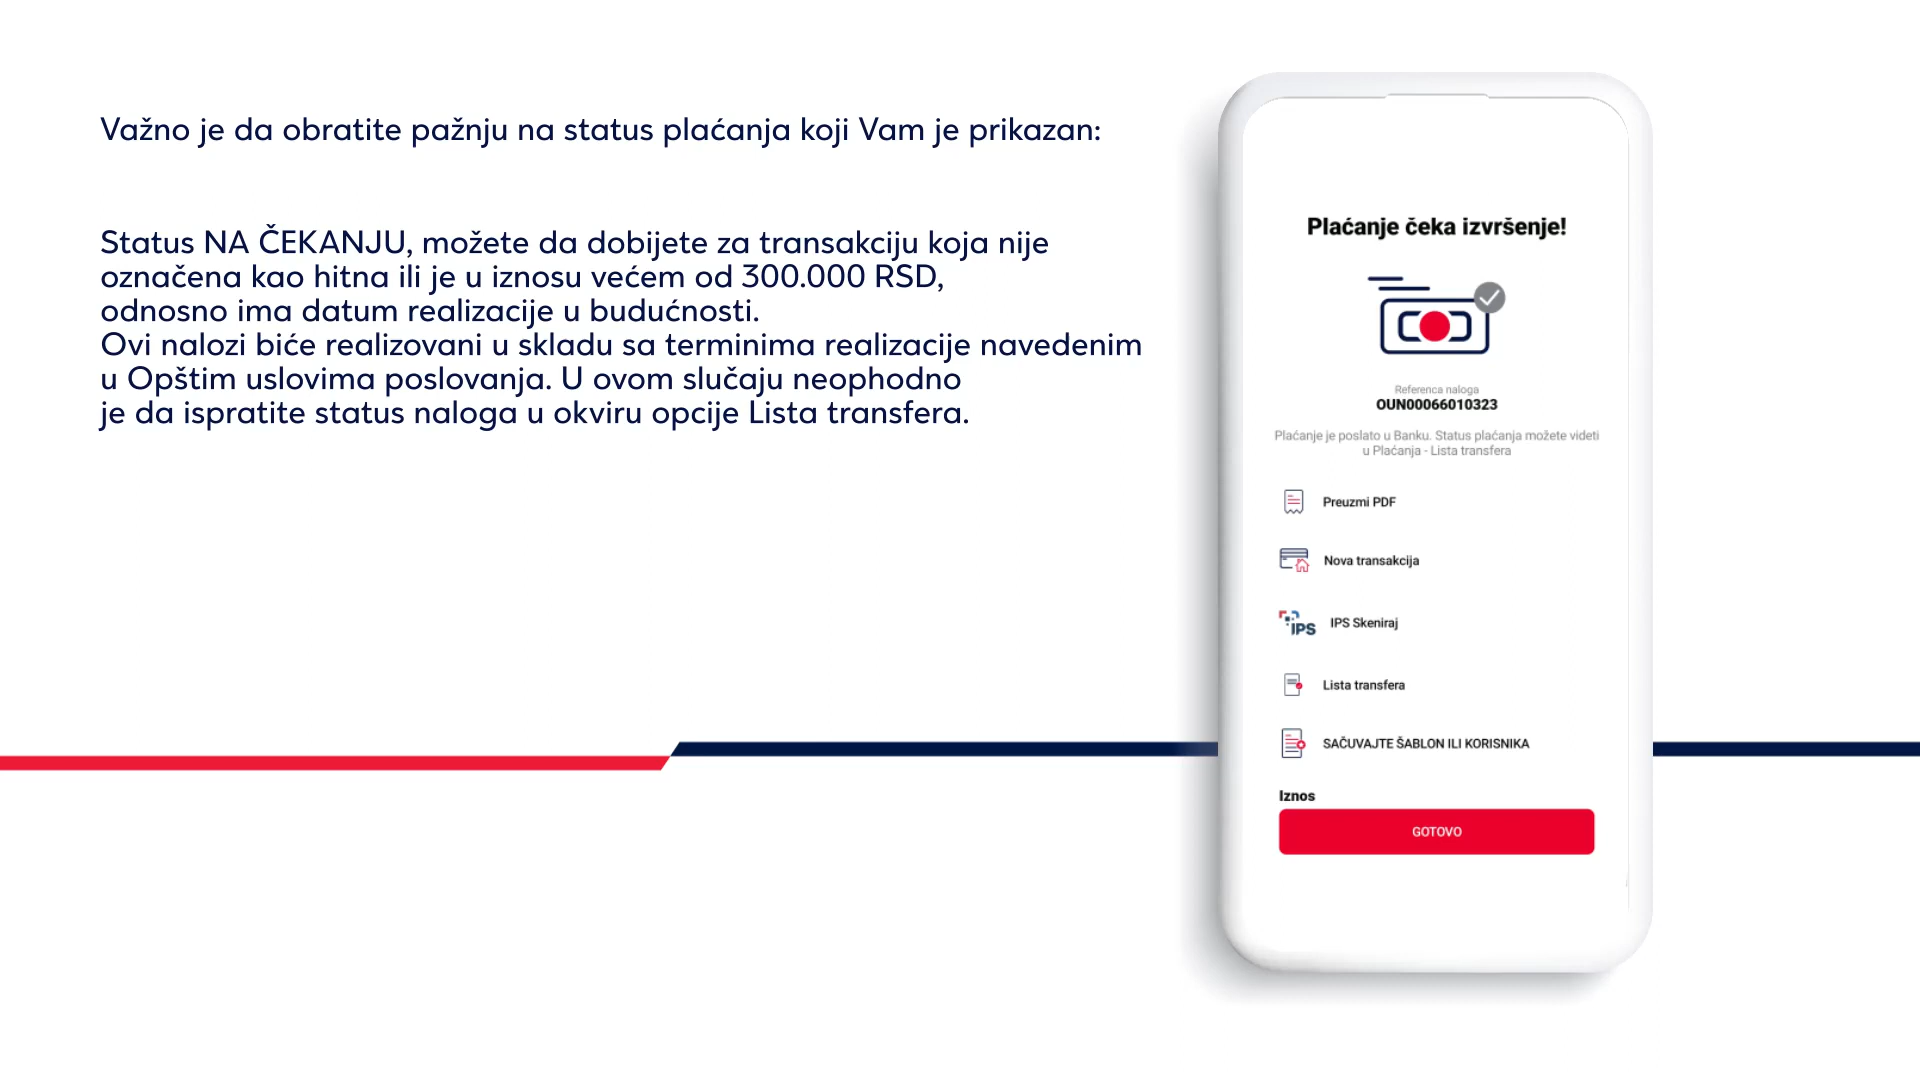 Važno je da obratite pažnju na status plaćanja koji Vam je prikazan:
Status NA ČEKANJU, možete da dobijete za transakciju koja nije
označena kao hitna ili je u iznosu većem od 300.000 RSD,
odnosno ima datum realizacije u budućnosti.
Ovi nalozi biće realizovani u skladu sa terminima realizacije navedenim
u Opštim uslovima poslovanja. U ovom slučaju neophodno
je da ispratite status naloga u okviru opcije Lista transfera.
Plaćanje čeka izvršenje!
Referenca naloga
OUN00066010323
Plaćanje je poslato u Banku. Status plaćanja možete videti
u Plaćanja - Lista transfera
Preuzmi PDF
Nova transakcija
IPS IPS Skeniraj
Lista transfera
SAČUVAJTE ŠABLON ILI KORISNIKA
Iznos
GOTOVO